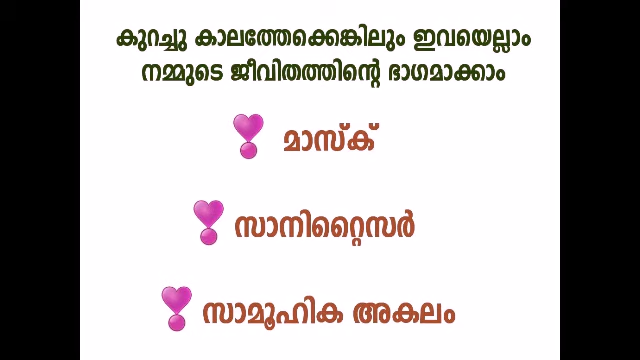 കുറച്ചു കാലത്തേക്കെങ്കിലും ഇവയെല്ലാം
നമ്മുടെ ജീവിതത്തിന്റെ ഭാഗമാക്കാം
മാസ്ക്
സാനിറ്റൈസർ
സാമൂഹിക അകലം